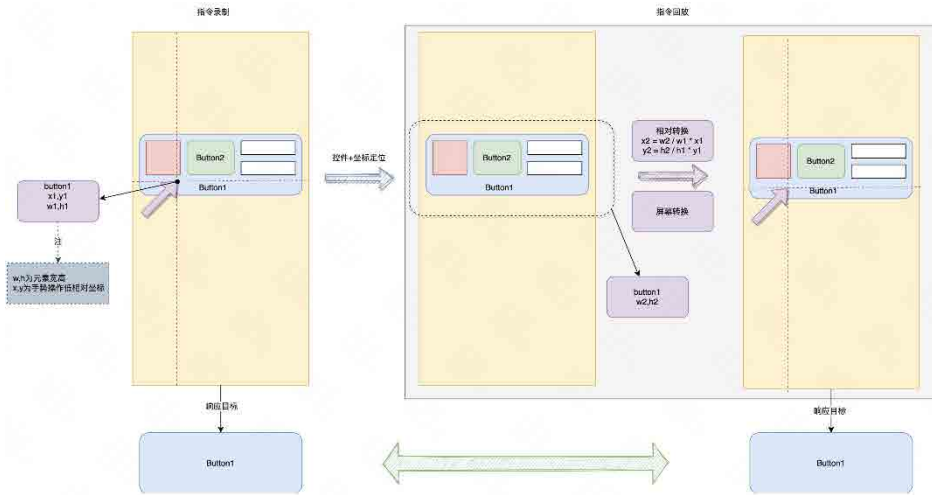 指令录制
指令回放
Button2
Button1
button1
x1,y1
w1,h1
注
w,h为元素宽高
x,y为手势操作低相对坐标
控件+坐标定位
Button2
Button1
相对转换
x2 = w2 / w1 * x1
y2 = h2 / h1 * y1
屏幕转换
button1
w2,h2
Button2
Button1
响应目标
Button1
响应目标
Button1